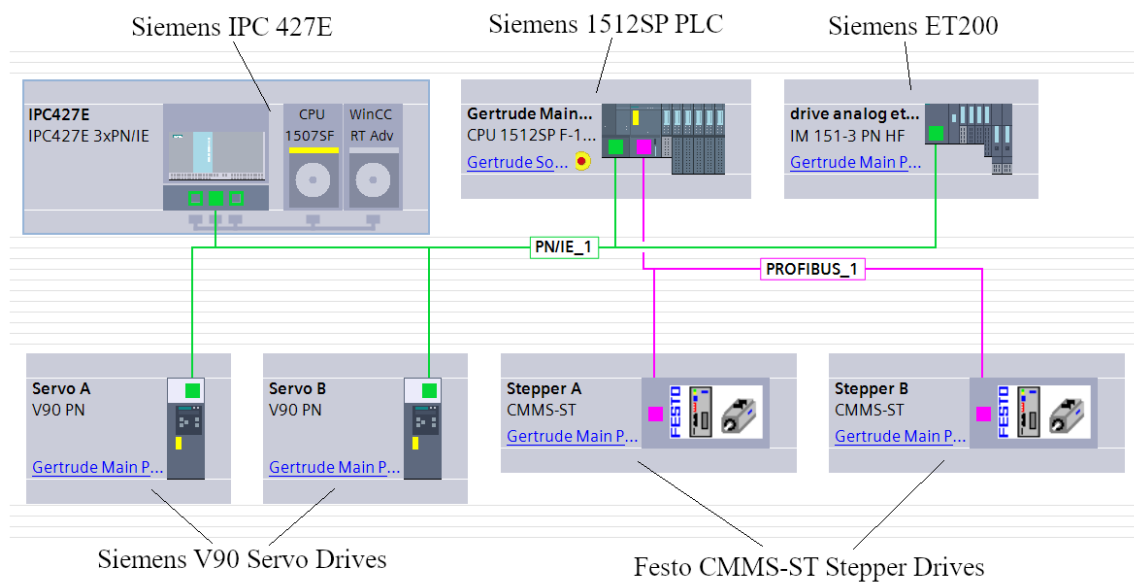 Siemens IPC 427E
Siemens 1512SP PLC
Siemens ET200
IPC427E
IPC427E 3xPN/IE
CPU
1507SF
WinCC
RT Adv
Gertrude Main...
CPU 1512SP F-1...
Gertrude So...
drive analog et...
IM 151-3 PN HF
Gertrude Main P...
PN/IE_1
PROFIBUS_1
Servo A
V90 PN
Gertrude Main P...
Servo B
V90 PN
Gertrude Main P...
Stepper A
CMMS-ST
Gertrude Main P...
FESTO
Stepper B
CMMS-ST
Gertrude Main P...
FESTO
Siemens V90 Servo Drives
Festo CMMS-ST Stepper Drives